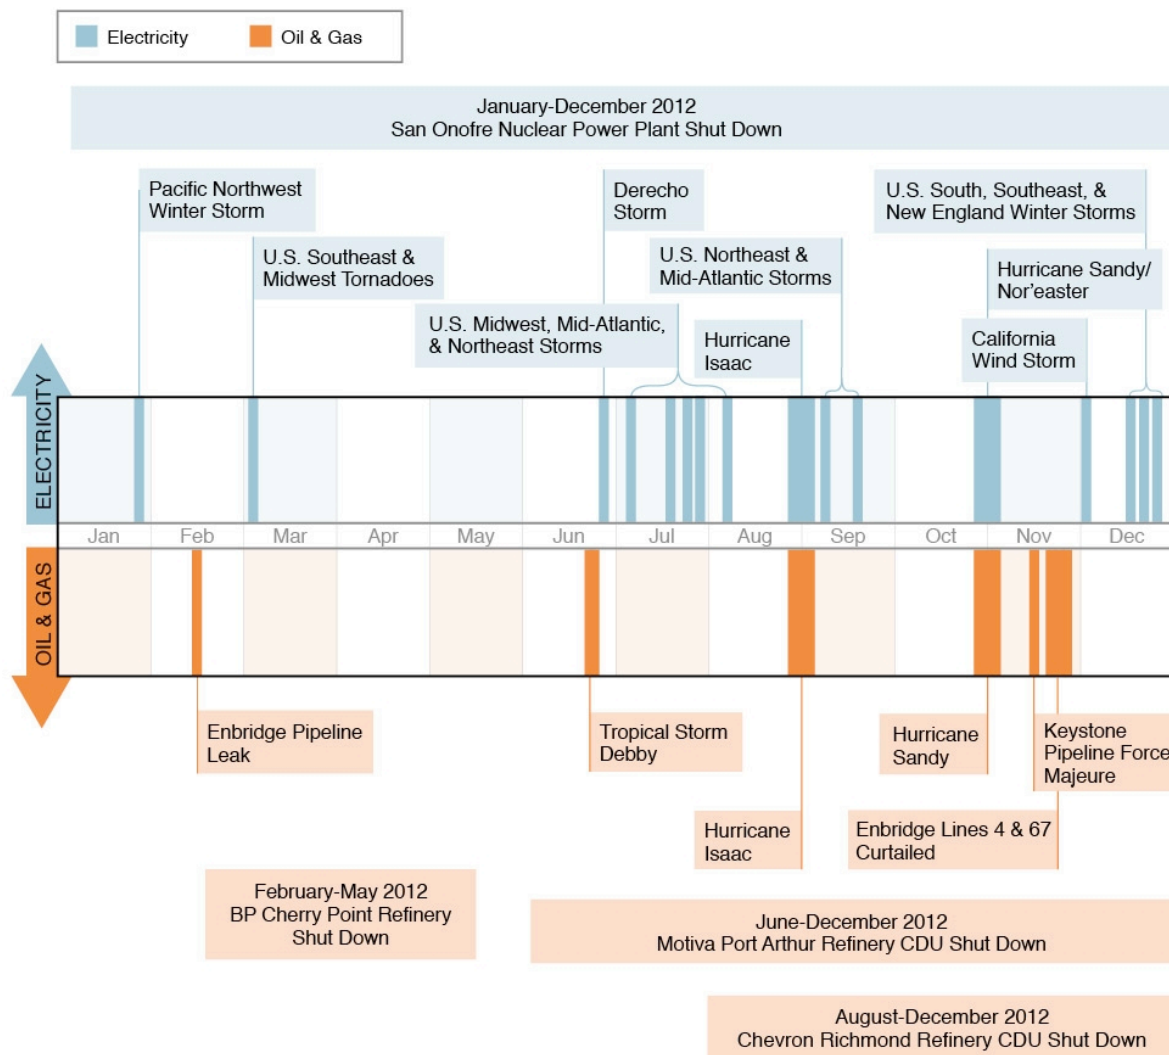 Electricity
Oil & Gas
January-December 2012
San Onofre Nuclear Power Plant Shut Down
Pacific Northwest
Winter Storm
U.S. Southeast &
Midwest Tornadoes
U.S. Midwest, Mid-Atlantic,
& Northeast Storms
Derecho
Storm
U.S. Northeast &
Mid-Atlantic Storms
Hurricane
Isaac
U.S. South, Southeast, &
New England Winter Storms
Hurricane Sandy/
Nor'easter
California
Wind Storm
ELECTRICITY
Jan
Feb
Mar
Apr
May
Jun
Jul
Aug
Sep
Oct
Nov
Dec
OIL & GAS
Enbridge Pipeline
Leak
Tropical Storm
Debby
Hurricane
Isaac
Hurricane
Sandy
Keystone
Pipeline Force
Majeure
Enbridge Lines 4 & 67
Curtailed
February-May 2012
BP Cherry Point Refinery
Shut Down
June-December 2012
Motiva Port Arthur Refinery CDU Shut Down
August-December 2012
Chevron Richmond Refinery CDU Shut Down